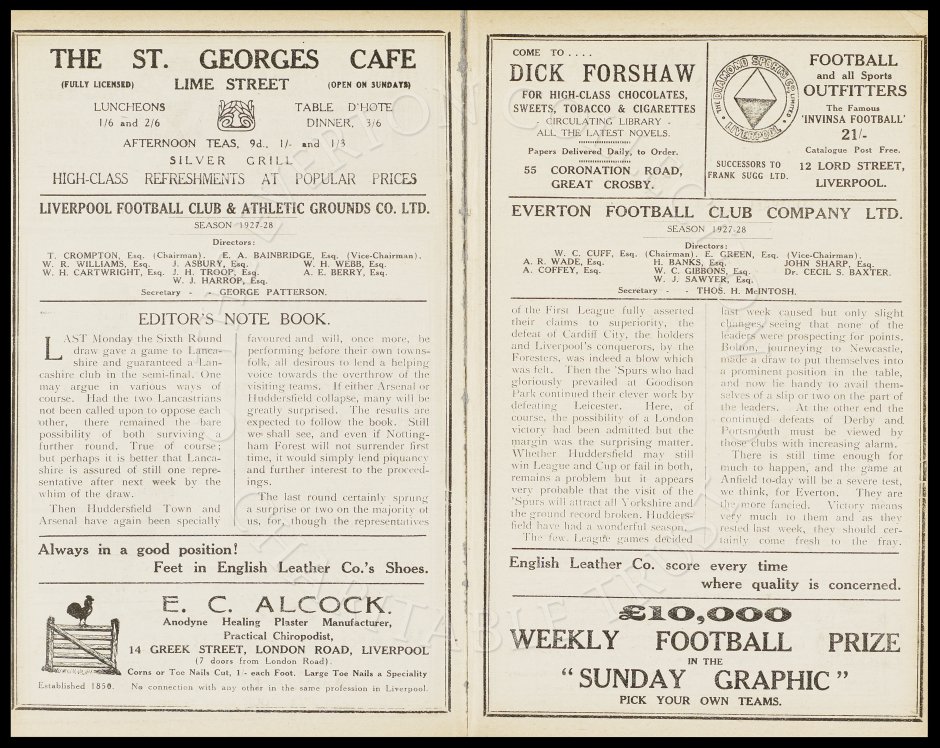 THE ST. GEORGES CAFE
(FULLY LICENSED) LIME STREET (OPEN ON SUNDAYS)
LUNCHEONS TABLE D'HOTE
1/6 and 2/6 DINNER, 3/6
AFTERNOON TEAS, 9d., 1/- and 1/3
SILVER GRILL
HIGH-CLASS REFRESHMENTS AT POPULAR PRICES
LIVERPOOL FOOTBALL CLUB & ATHLETIC GROUNDS CO. LTD.
SEASON 1927-28
Directors:
T. CROMPTON, Esq. (Chairman). E. A. BAINBRIDGE, Esq. (Vice-Chairman).
W. R. WILLIAMS, Esq. J. ASBURY, Esq. W. H. WEBB, Esq.
W. H. CARTWRIGHT, Esq. J. H. TROOP, Esq. A. E. BERRY, Esq.
W. J. HARROP, Esq.
Secretary - - GEORGE PATTERSON.
EDITOR'S NOTE BOOK.
LAST Monday the Sixth Round
draw gave a game to Lanca-
shire and guaranteed a Lan-
cashire club in the semi-final. One
may argue in various ways of
course. Had the two Lancastrians
not been called upon to oppose each
other, there remained the bare
possibility of both surviving a
further round. True of course;
but perhaps it is better that Lanca-
shire is assured of still one repre-
sentative after next week by the
whim of the draw.
Then Huddersfield Town and
Arsenal have again been specially
favoured and will, once more, be
performing before their own towns-
folk, all desirous to lend a helping
voice towards the overthrow of the
visiting teams. If either Arsenal or
Huddersfield collapse, many will be
greatly surprised. The results are
expected to follow the book. Still
we shall see, and even if Notting-
ham Forest will not surrender first
time, it would simply lend piquancy
and further interest to the proceed-
ings.
The last round certainly sprung
a surprise or two on the majority of
us, for, though the representatives
Always in a good position!
Feet in English Leather Co.'s Shoes.
E. C. ALCOCK.
Anodyne Healing Plaster Manufacturer,
Practical Chiropodist,
14 GREEK STREET, LONDON ROAD, LIVERPOOL
(7 doors from London Road).
Corns or Toe Nails Cut, 1/- each Foot. Large Toe Nails a Speciality
Established 1850. No connection with any other in the same profession in Liverpool.
COME TO ....
DICK FORSHAW
FOR HIGH-CLASS CHOCOLATES,
SWEETS, TOBACCO & CIGARETTES
- CIRCULATING LIBRARY -
ALL THE LATEST NOVELS.
Papers Delivered Daily, to Order.
55 CORONATION ROAD,
GREAT CROSBY.
THE DIAMOND SPORTS CO. LIMITED
LIVERPOOL
SUCCESSORS TO
FRANK SUGG LTD.
FOOTBALL
and all Sports
OUTFITTERS
The Famous
'INVINSA FOOTBALL'
21/-
Catalogue Post Free.
12 LORD STREET,
LIVERPOOL.
EVERTON FOOTBALL CLUB COMPANY LTD.
SEASON 1927-28
Directors:
W. C. CUFF, Esq. (Chairman). E. GREEN, Esq. (Vice-Chairman).
A. R. WADE, Esq. H. BANKS, Esq. JOHN SHARP, Esq.
A. COFFEY, Esq. W. C. GIBBONS, Esq. Dr. CECIL S. BAXTER.
W. J. SAWYER, Esq.
Secretary - - THOS. H. McINTOSH.
of the First League fully asserted
their claims to superiority, the
defeat of Cardiff City, the holders
and Liverpool's conquerors, by the
Foresters, was indeed a blow which
was felt. Then the 'Spurs who had
gloriously prevailed at Goodison
Park continued their clever work by
defeating Leicester. Here, of
course, the possibility of a London
victory had been admitted but the
margin was the surprising matter.
Whether Huddersfield may still
win League and Cup or fail in both,
remains a problem but it appears
very probable that the visit of the
'Spurs will attract all Yorkshire and
the ground record broken. Hudders-
field have had a wonderful season.
The few League games decided
last week caused but only slight
changes, seeing that none of the
leaders were prospecting for points.
Bolton, journeying to Newcastle,
made a draw to put themselves into
a prominent position in the table,
and now lie handy to avail them-
selves of a slip or two on the part of
the leaders. At the other end the
continued defeats of Derby and
Portsmouth must be viewed by
those clubs with increasing alarm.
There is still time enough for
much to happen, and the game at
Anfield to-day will be a severe test,
we think, for Everton. They are
the more fancied. Victory means
very much to them and as they
rested last week, they should cer-
tainly come fresh to the fray.
English Leather Co. score every time
where quality is concerned.
£10,000
WEEKLY FOOTBALL PRIZE
IN THE
"SUNDAY GRAPHIC"
PICK YOUR OWN TEAMS.